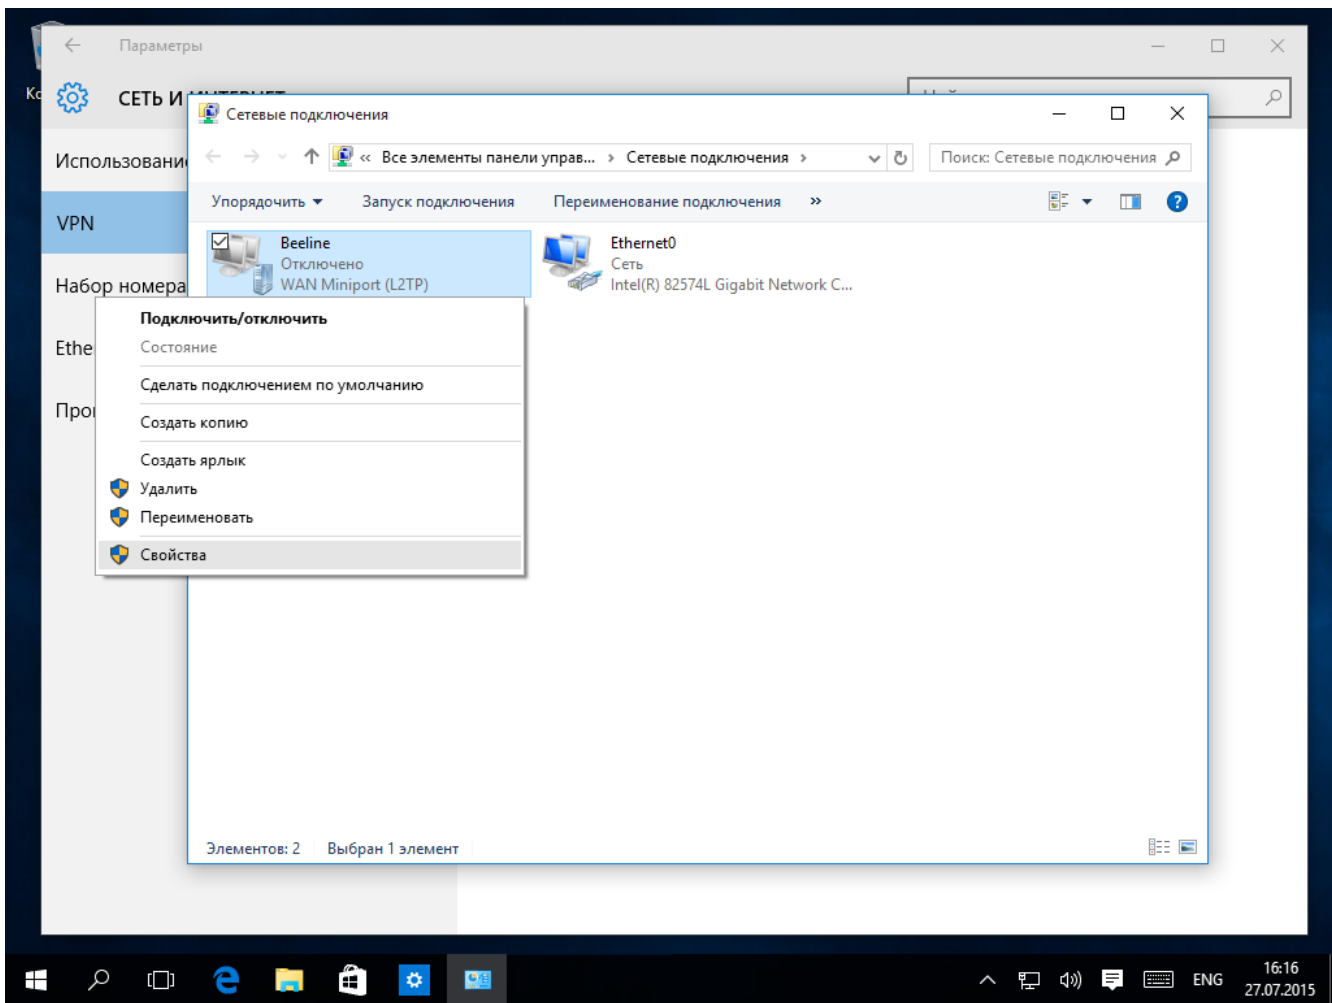 Параметры
СЕТЬ И
Сетевые подключения
« Все элементы панели управ... › Сетевые подключения ›
Поиск: Сетевые подключения
Упорядочить
Запуск подключения
Переименование подключения
»
VPN
Beeline
Отключено
WAN Miniport (L2TP)
Ethernet0
Сеть
Intel(R) 82574L Gigabit Network C...
Набор номера
Подключить/отключить
Состояние
Сделать подключением по умолчанию
Создать копию
Создать ярлык
Удалить
Переименовать
Свойства
Элементов: 2
Выбран 1 элемент
ENG
16:16
27.07.2015